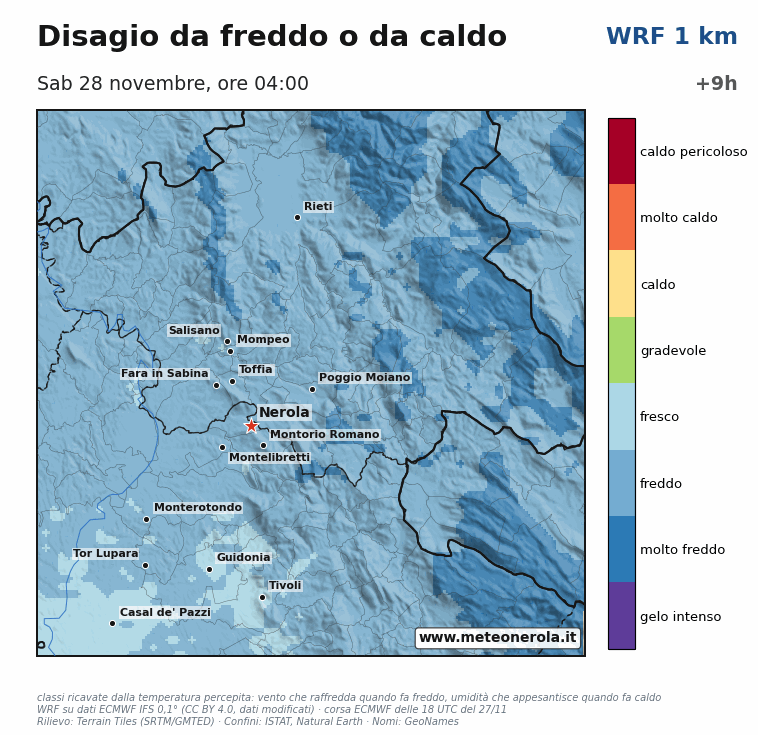 Disagio da freddo o da caldo
WRF 1 km
Sab 28 novembre, ore 04:00
+9h
caldo pericoloso
molto caldo
caldo
gradevole
fresco
freddo
molto freddo
gelo intenso
Rieti
Salisano
Mompeo
Toffia
Fara in Sabina
Poggio Moiano
Nerola
Montorio Romano
Montelibretti
Monterotondo
Tor Lupara
Guidonia
Tivoli
Casal de' Pazzi
www.meteonerola.it
classi ricavate dalla temperatura percepita: vento che raffredda quando fa freddo, umidità che appesantisce quando fa caldo
WRF su dati ECMWF IFS 0,1° (CC BY 4.0, dati modificati) · corsa ECMWF delle 18 UTC del 27/11
Rilievo: Terrain Tiles (SRTM/GMTED) · Confini: ISTAT, Natural Earth · Nomi: GeoNames